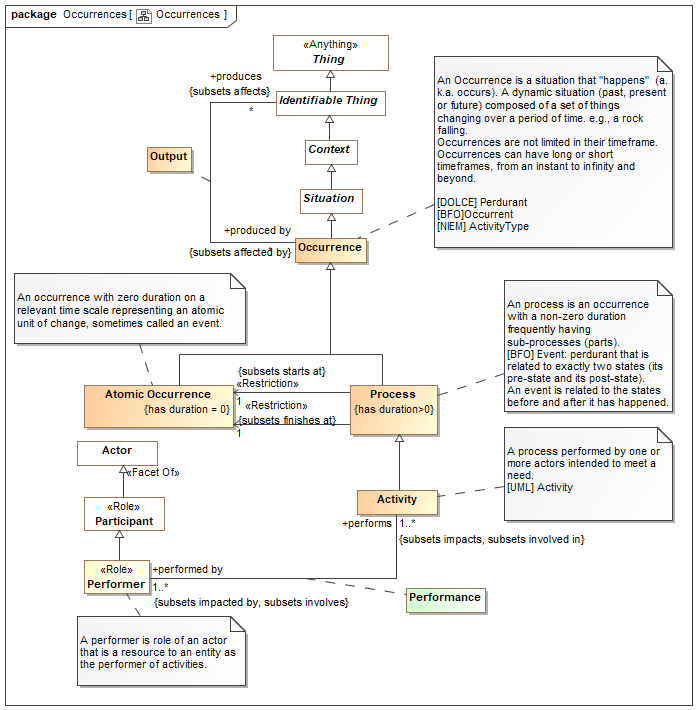 package Occurrences [ Occurrences ]
«Anything»
Thing
+produces
{subsets affects}
*
Identifiable Thing
Context
Output
Situation
+produced by
*
{subsets affected by}
Occurrence
An Occurrence is a situation that "happens" (a.
k.a. occurs). A dynamic situation (past, present
or future) composed of a set of things
changing over a period of time. e.g., a rock
falling.
Occurrences are not limited in their timeframe.
Occurrences can have long or short
timeframes, from an instant to infinity and
beyond.
[DOLCE] Perdurant
[BFO]Occurrent
[NIEM] ActivityType
An occurrence with zero duration on a
relevant time scale representing an atomic
unit of change, sometimes called an event.
An process is an occurrence
with a non-zero duration
frequently having
sub-processes (parts).
[BFO] Event: perdurant that is
related to exactly two states (its
pre-state and its post-state).
An event is related to the states
before and after it has happened.
{subsets starts at}
«Restriction»
1
«Restriction»
{subsets finishes at}
1
Atomic Occurrence
{has duration = 0}
Process
{has duration>0}
Actor
«Facet Of»
A process performed by one or
more actors intended to meet a
need.
[UML] Activity
«Role»
Participant
Activity
+performs
1..*
{subsets impacts, subsets involved in}
«Role»
Performer
+performed by
1..*
{subsets impacted by, subsets involves}
Performance
A performer is role of an actor
that is a resource to an entity as
the performer of activities.